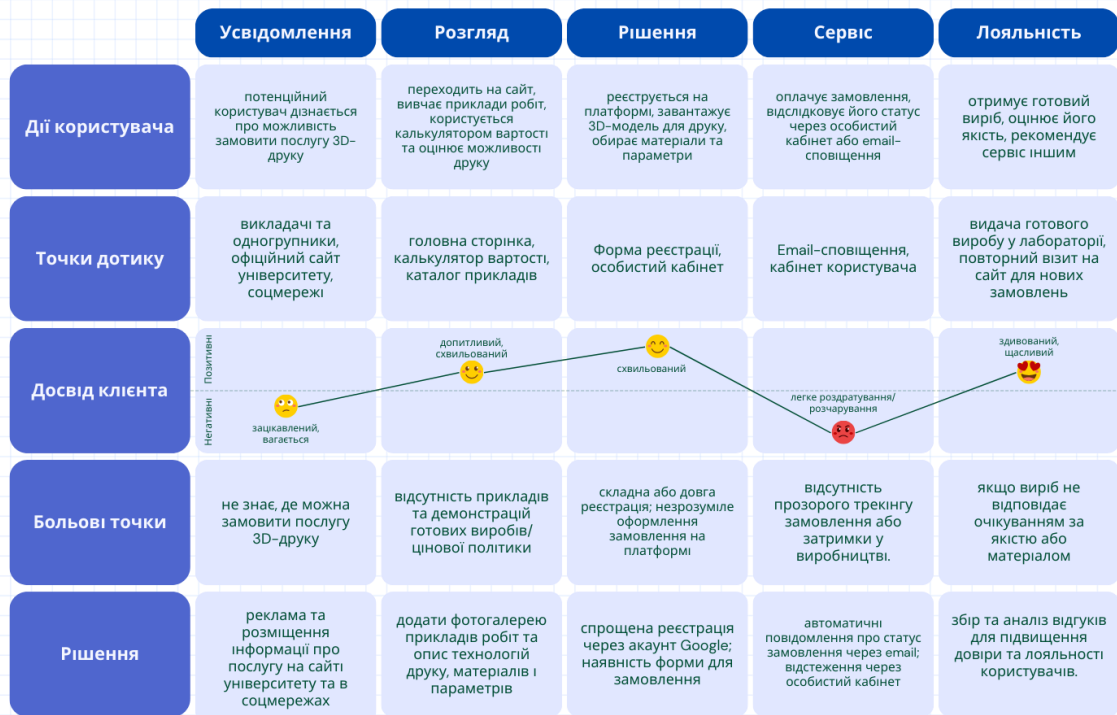 Усвідомлення
Розгляд
Рішення
Сервіс
Лояльність
Дії користувача
потенційний
користувач дізнається
про можливість
замовити послугу 3D-
друку
переходить на сайт,
вивчає приклади робіт,
користується
калькулятором вартості
та оцінює можливості
друку
реєструється на
платформі, завантажує
3D-модель для друку,
обирає матеріали та
параметри
оплачує замовлення,
відслідковує його статус
через особистий
кабінет або email-
сповіщення
отримує готовий
виріб, оцінює його
якість, рекомендує
сервіс іншим
Точки дотику
викладачі та
одногрупники,
офіційний сайт
університету,
соцмережі
головна сторінка,
калькулятор вартості,
каталог прикладів
Форма реєстрації,
особистий кабінет
Email-сповіщення,
кабінет користувача
видача готового
виробу у лабораторії,
повторний візит на
сайт для нових
замовлень
Досвід клієнта
Позитивні
Негативні
зацікавлений,
вагається
допитливий,
схвильований
схвильований
легке роздратування/
розчарування
здивований,
щасливий
Больові точки
не знає, де можна
замовити послугу
3D-друку
відсутність прикладів
та демонстрацій
готових виробів/
цінової політики
складна або довга
реєстрація; незрозуміле
оформлення
замовлення на
платформі
відсутність
прозорого трекінгу
замовлення або
затримки у
виробництві.
якщо виріб не
відповідає
очікуванням за
якістю або
матеріалом
Рішення
реклама та
розміщення
інформації про
послугу на сайті
університету та в
соцмережах
додати фотогалерею
прикладів робіт та
опис технологій
друку, матеріалів і
параметрів
спрощена реєстрація
через акаунт Google;
наявність форми для
замовлення
автоматичні
повідомлення про статус
замовлення через email;
відстеження через
особистий кабінет
збір та аналіз відгуків
для підвищення
довіри та лояльності
користувачів.